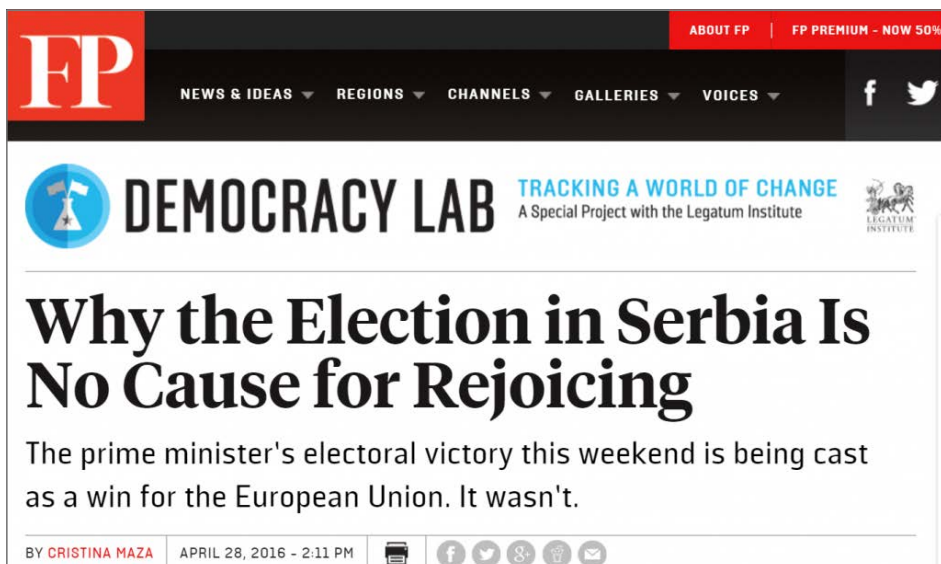 ABOUT FP | FP PREMIUM - NOW 50%
FP
NEWS & IDEAS REGIONS CHANNELS GALLERIES VOICES
DEMOCRACY LAB
TRACKING A WORLD OF CHANGE
A Special Project with the Legatum Institute
LEGATUM
INSTITUTE
Why the Election in Serbia Is
No Cause for Rejoicing
The prime minister's electoral victory this weekend is being cast
as a win for the European Union. It wasn't.
BY CRISTINA MAZA | APRIL 28, 2016 - 2:11 PM